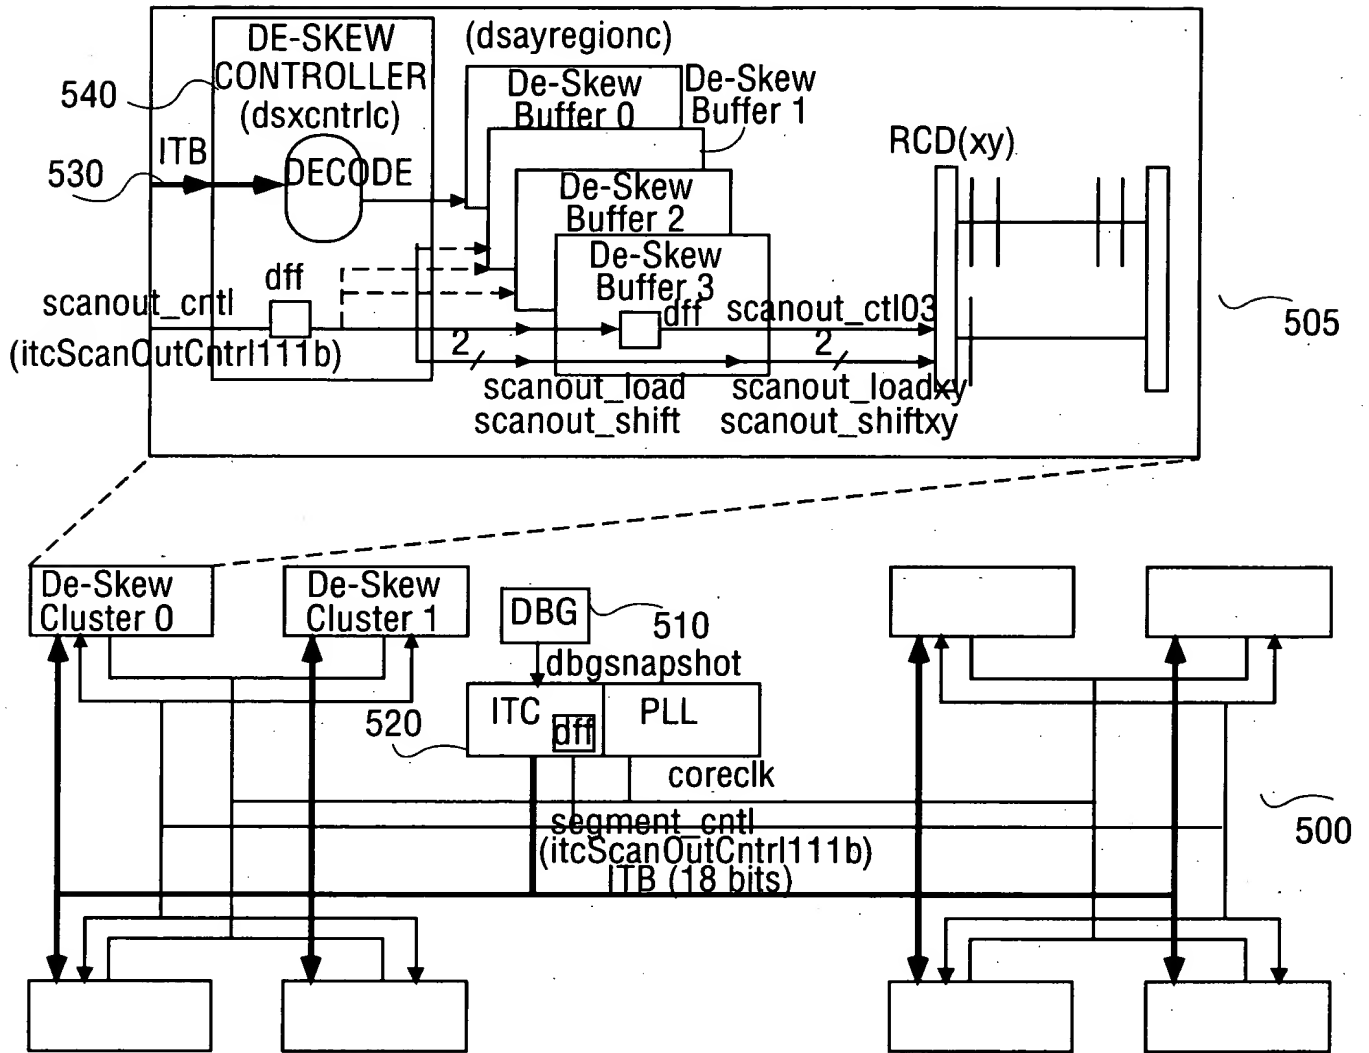 DE-SKEW
CONTROLLER
(dsxcntrlc)
540
(dsayregionc)
De-Skew
Buffer 0
De-Skew
Buffer 1
ITB
530
DECODE
De-Skew
Buffer 2
RCD(xy)
De-Skew
Buffer 3
dff
dff
scanout_cntl
(itcScanOutCntrl111b)
scanout_ctl03
2
2
scanout_load
scanout_shift
scanout_loadxy
scanout_shiftxy
505
De-Skew
Cluster 0
De-Skew
Cluster 1
DBG
510
dbgsnapshot
ITC
dff
PLL
520
coreclk
segment_cntl
(itcScanOutCntrl111b)
ITB (18 bits)
500